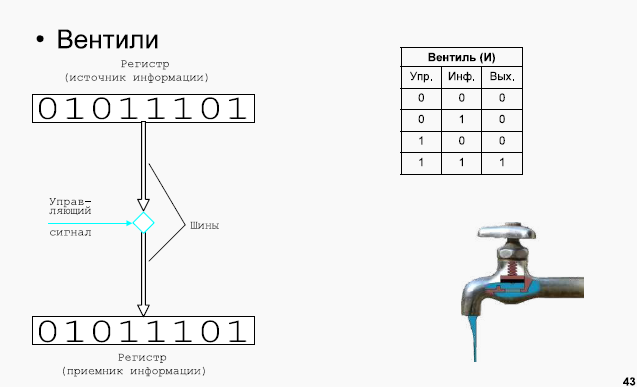 • Вентили
Регистр
(источник информации)
01011101
Управ-
ляющий
сигнал
Шины
01011101
Регистр
(приемник информации)
Вентиль (И)
Упр. Инф. Вых.
0 0 0
0 1 0
1 0 0
1 1 1
43